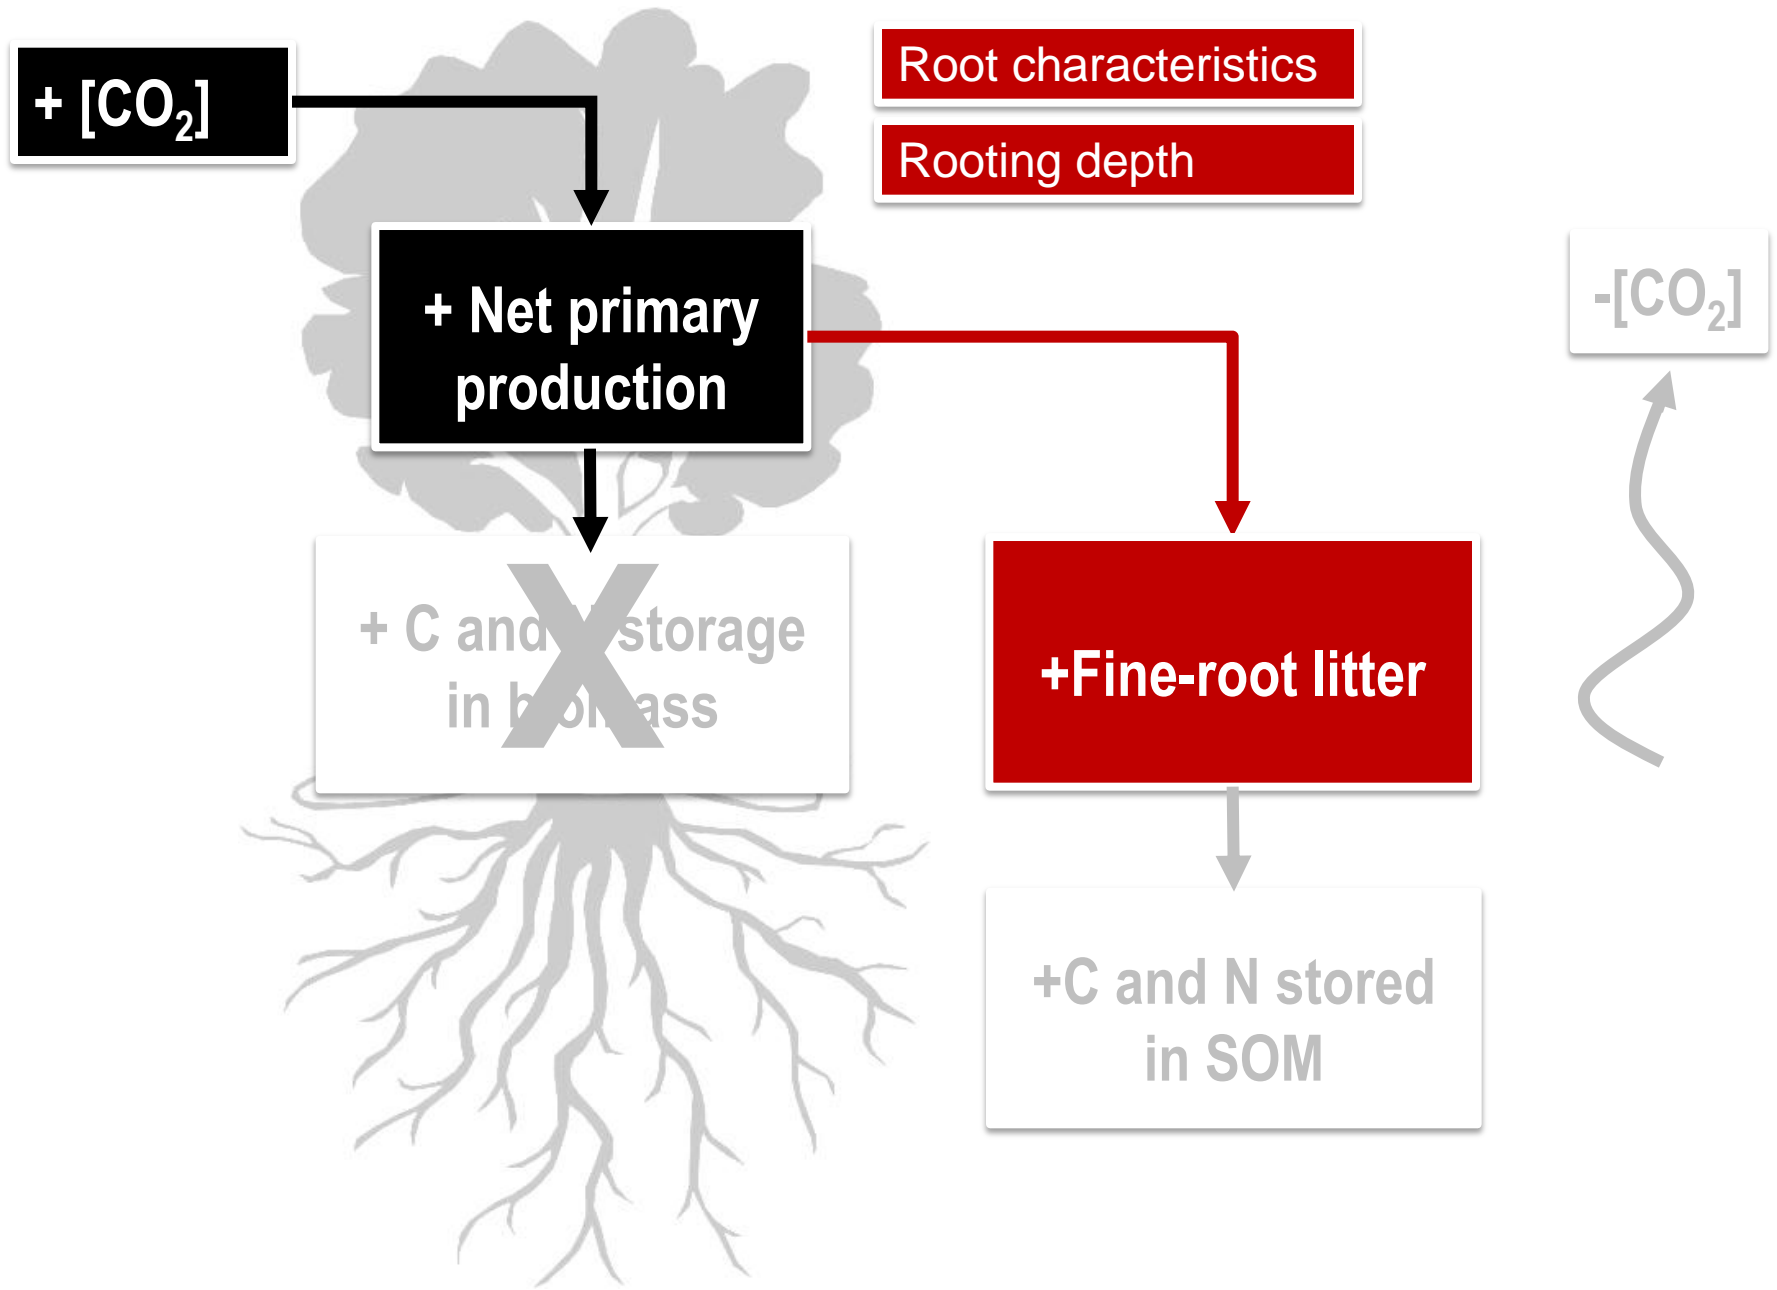 + [CO₂]
Root characteristics
Rooting depth
+ Net primary
production
-[CO₂]
+ C and storage
in biomass
X
+Fine-root litter
+C and N stored
in SOM